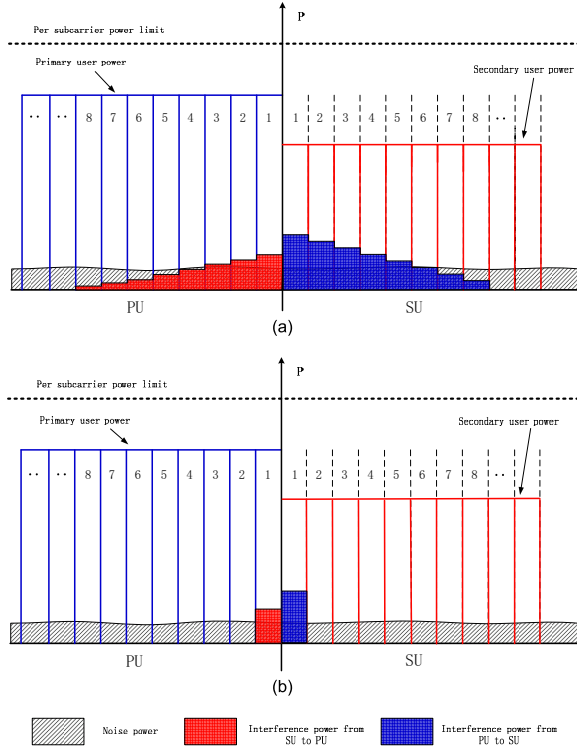 P
Per subcarrier power limit
Primary user power
Secondary user power
·· ·· 8 7 6 5 4 3 2 1 1 2 3 4 5 6 7 8 ··
PU SU
(a)
P
Per subcarrier power limit
Primary user power
Secondary user power
·· ·· 8 7 6 5 4 3 2 1 1 2 3 4 5 6 7 8 ··
PU SU
(b)
Noise power
Interference power from
SU to PU
Interference power from
PU to SU